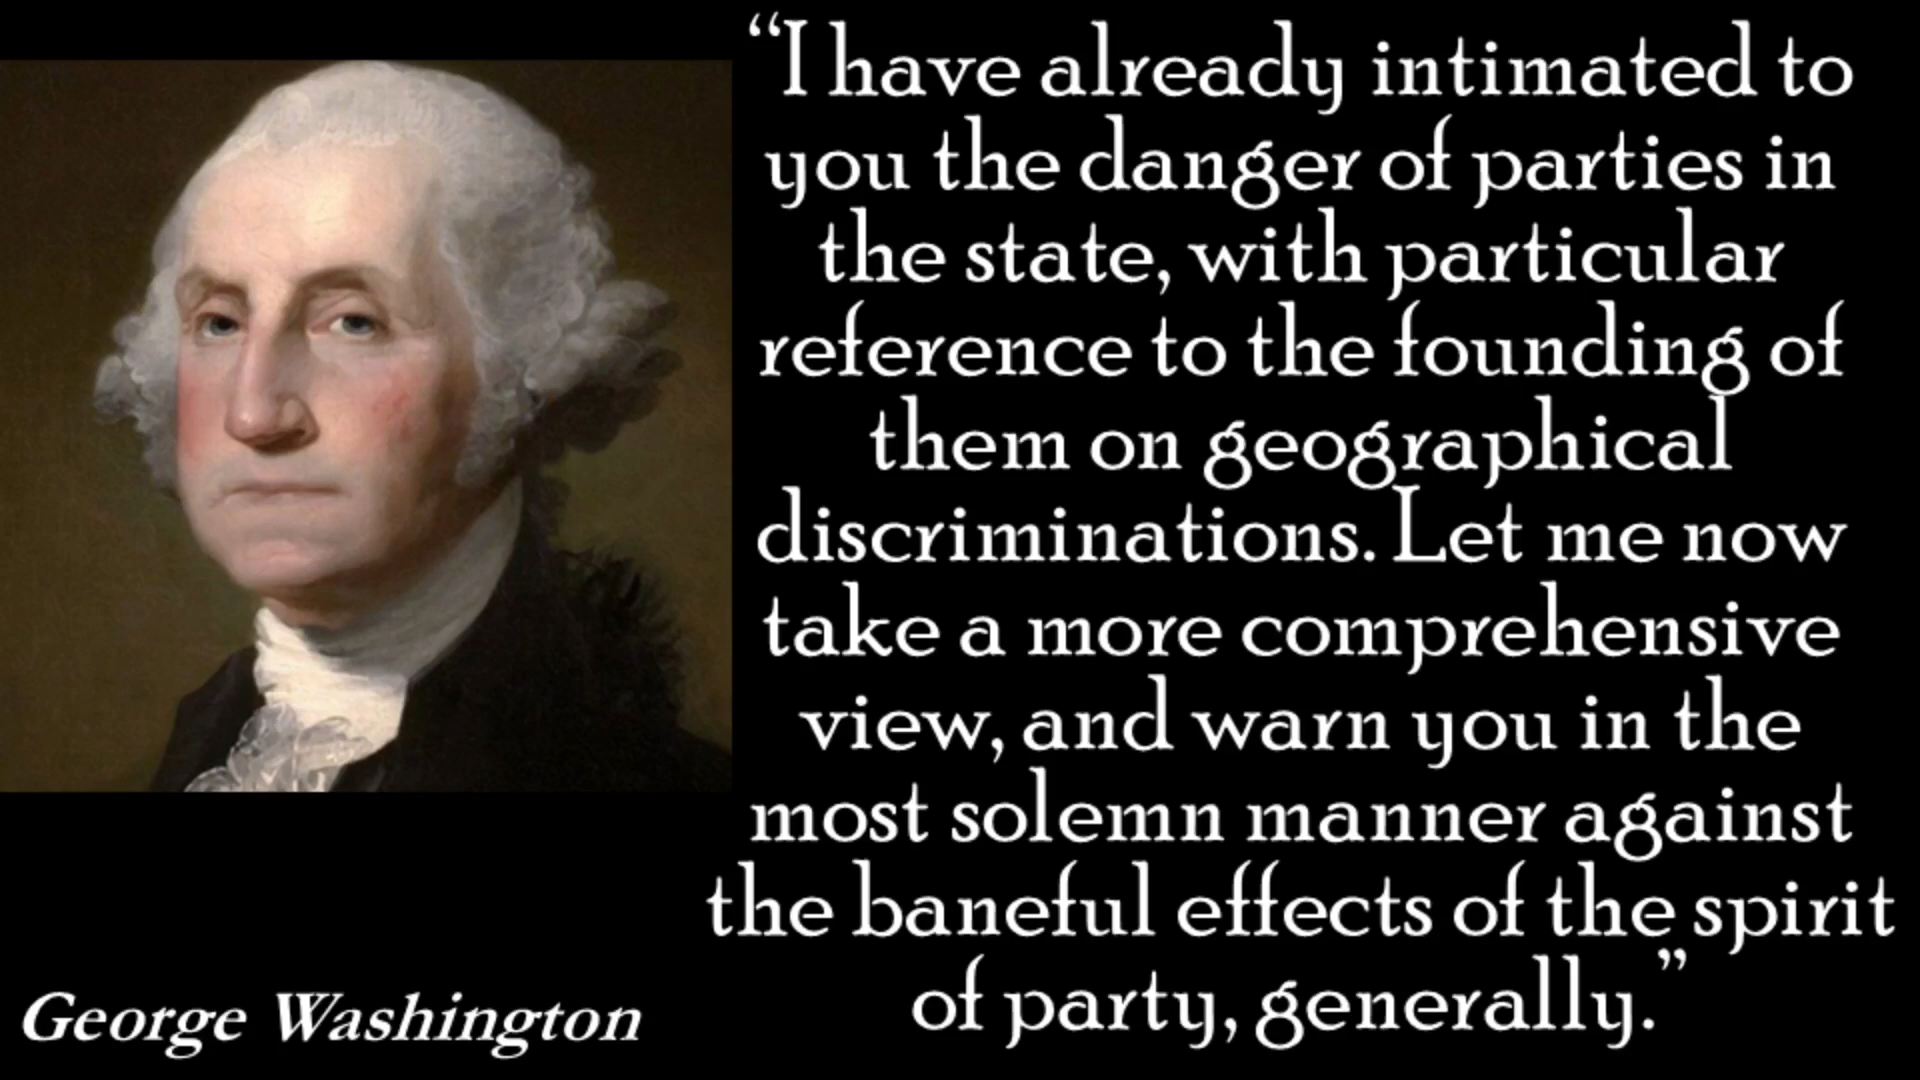 “I have already intimated to
you the danger of parties in
the state, with particular
reference to the founding of
them on geographical
discriminations. Let me now
take a more comprehensive
view, and warn you in the
most solemn manner against
the baneful effects of the spirit
of party, generally.”
George Washington